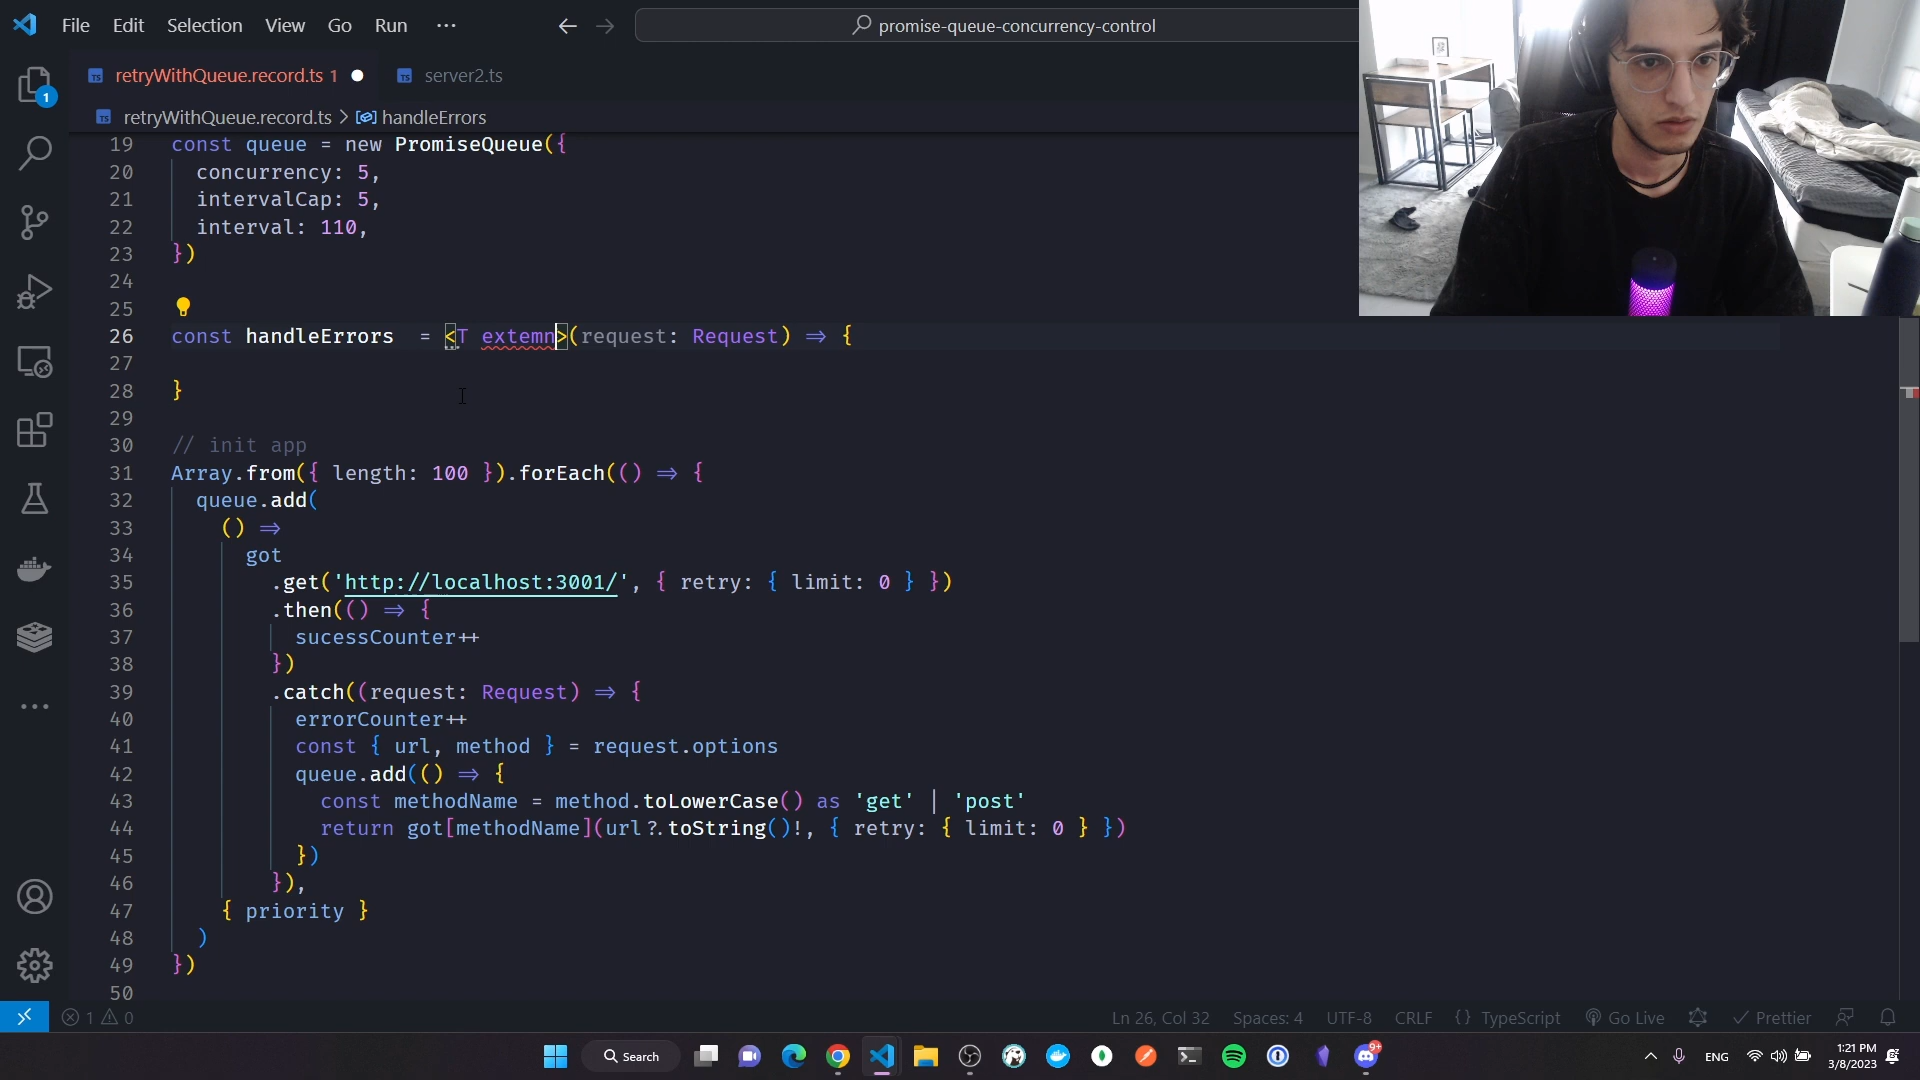 File Edit Selection View Go Run ···
promise-queue-concurrency-control
retryWithQueue.record.ts 1
server2.ts
retryWithQueue.record.ts > handleErrors
19 const queue = new PromiseQueue({
20 concurrency: 5,
21 intervalCap: 5,
22 interval: 110,
23 })
24
25
26 const handleErrors = <T extemn>(request: Request) => {
27
28 }
29
30 // init app
31 Array.from({ length: 100 }).forEach(() => {
32 queue.add(
33 () =>
34 got
35 .get('http://localhost:3001/', { retry: { limit: 0 } })
36 .then(() => {
37 sucessCounter++
38 })
39 .catch((request: Request) => {
40 errorCounter++
41 const { url, method } = request.options
42 queue.add(() => {
43 const methodName = method.toLowerCase() as 'get' | 'post'
44 return got[methodName](url?.toString()!, { retry: { limit: 0 } })
45 })
46 }),
47 { priority }
48 )
49 })
50
1
1 0
Ln 26, Col 32 Spaces: 4 UTF-8 CRLF {} TypeScript Go Live Prettier
Search
9+
ENG
1:21 PM
3/8/2023